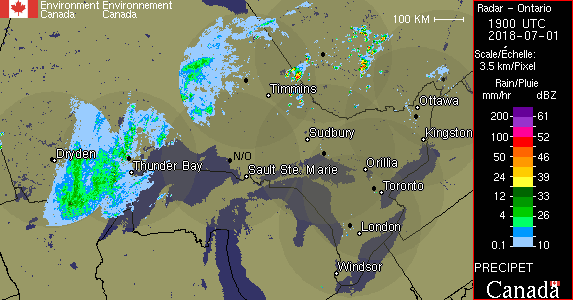 Environment Environnement
Canada Canada
100 KM
Timmins
Ottawa
Sudbury
Kingston
Dryden
Thunder Bay
N/O
Sault Ste. Marie
Orillia
Toronto
London
Windsor
Radar - Ontario
1900 UTC
2018-07-01
Scale/Échelle:
3.5 km/Pixel
Rain/Pluie
mm/hr dBZ
200 61
100 52
50 46
24 39
12 33
4 26
0.1 10
PRECIPET
Canada